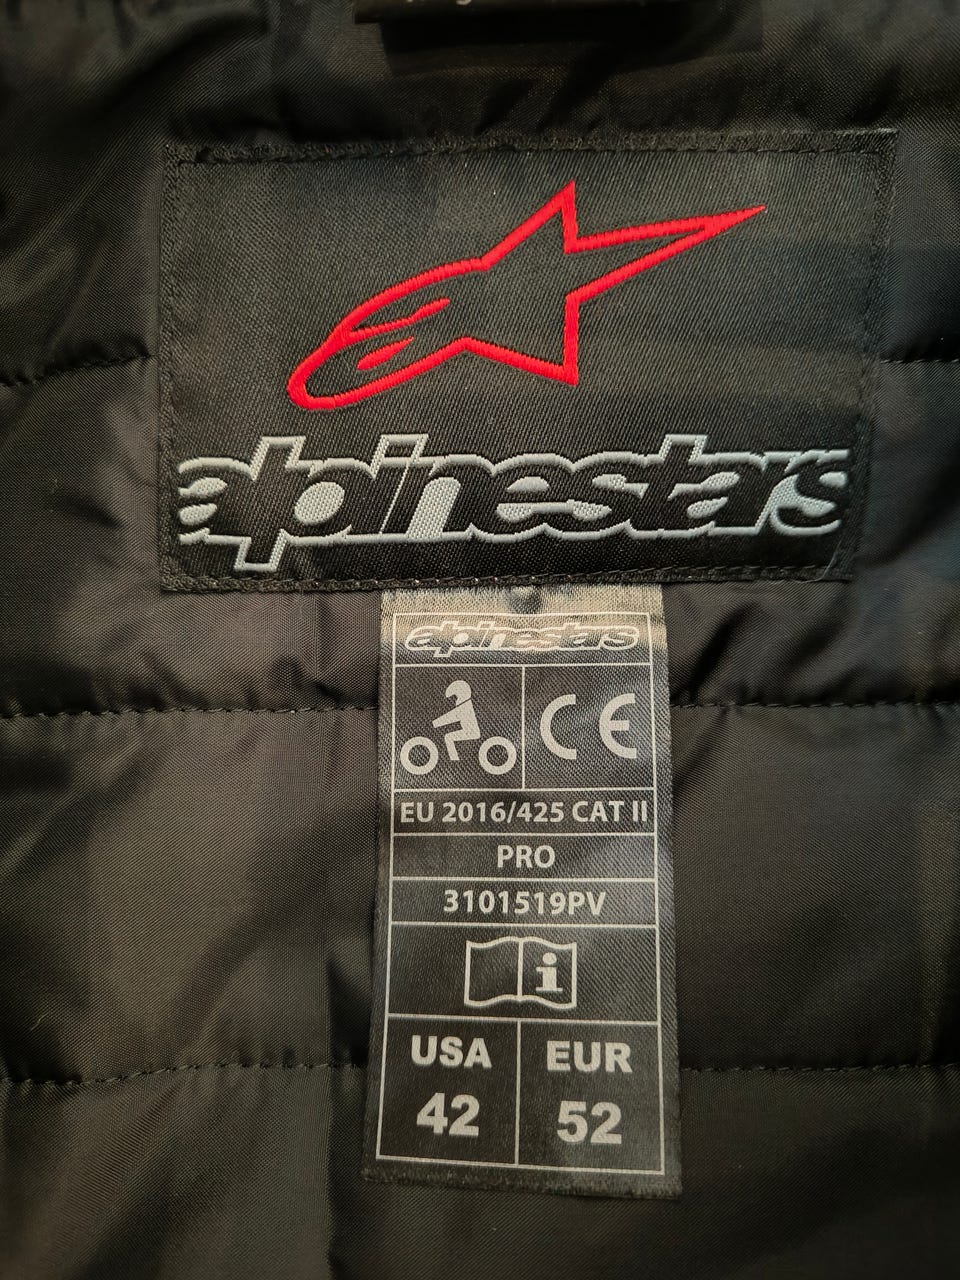 alpinestars
alpinestars
CE
EU 2016/425 CAT II
PRO
3101519PV
i
USA EUR
42 52